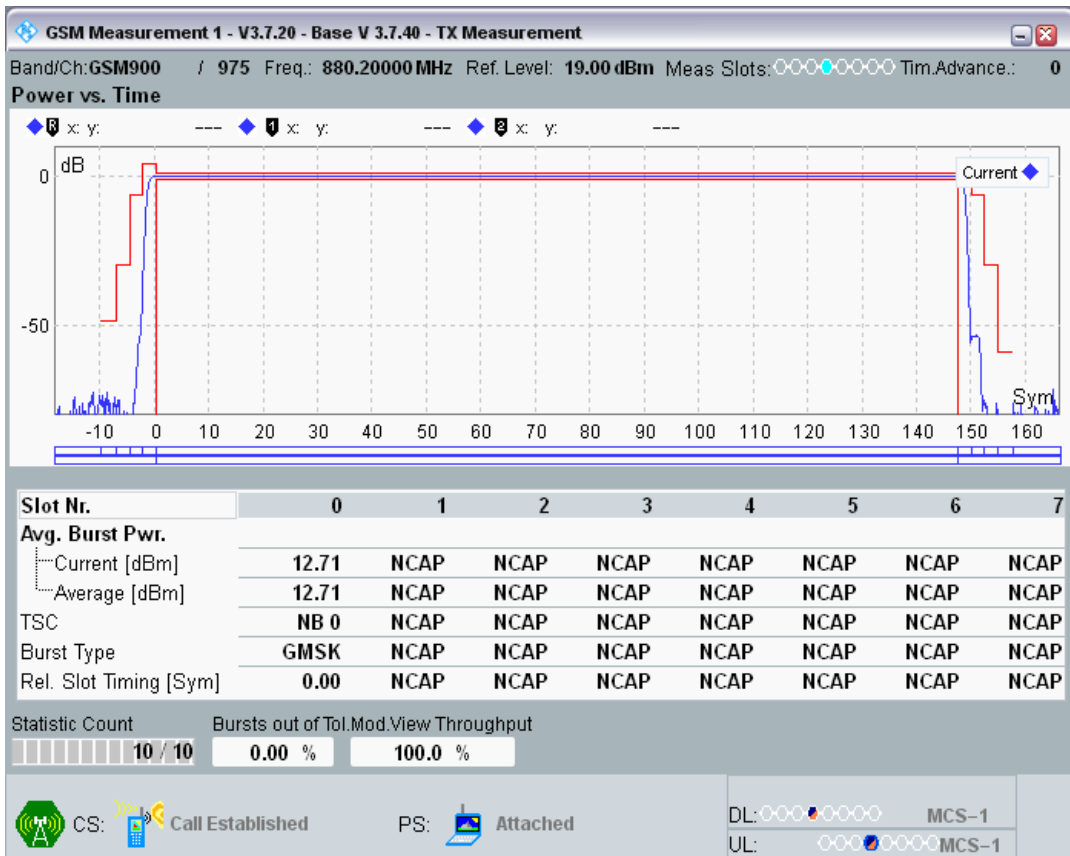 GSM Measurement 1 - V3.7.20 - Base V 3.7.40 - TX Measurement
Band/Ch:GSM900 / 975 Freq.: 880.20000 MHz Ref. Level: 19.00 dBm Meas Slots: Tim.Advance.: 0
Power vs. Time
R x: y: --- 1 x: y: --- 2 x: y: ---
dB
Current
0
-50
Sym
-10 0 10 20 30 40 50 60 70 80 90 100 110 120 130 140 150 160
Slot Nr. 0 1 2 3 4 5 6 7
Avg. Burst Pwr.
Current [dBm] 12.71 NCAP NCAP NCAP NCAP NCAP NCAP NCAP
Average [dBm] 12.71 NCAP NCAP NCAP NCAP NCAP NCAP NCAP
TSC NB 0 NCAP NCAP NCAP NCAP NCAP NCAP NCAP
Burst Type GMSK NCAP NCAP NCAP NCAP NCAP NCAP NCAP
Rel. Slot Timing [Sym] 0.00 NCAP NCAP NCAP NCAP NCAP NCAP NCAP
Statistic Count Bursts out of Tol. Mod.View Throughput
10 / 10 0.00 % 100.0 %
CS: Call Established PS: Attached DL: MCS-1
UL: MCS-1